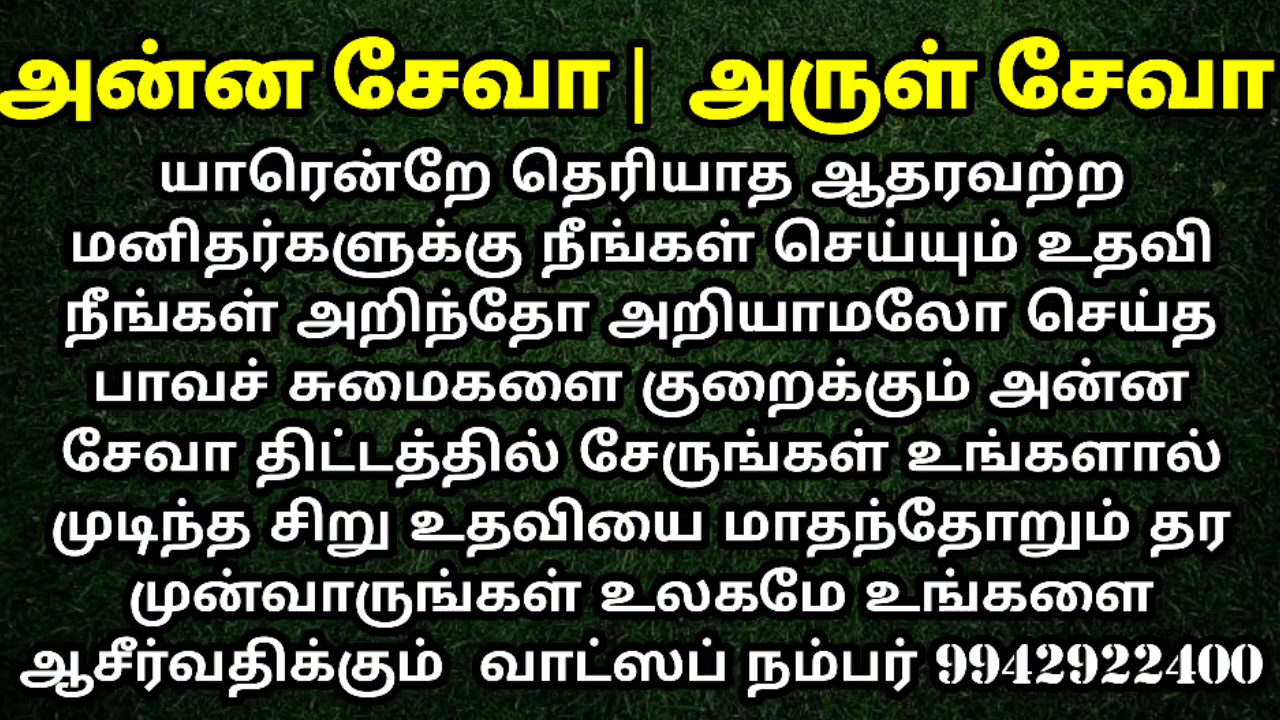 அன்ன சேவா | அருள் சேவா
யாரென்றே தெரியாத ஆதரவற்ற
மனிதர்களுக்கு நீங்கள் செய்யும் உதவி
நீங்கள் அறிந்தோ அறியாமலோ செய்த
பாவச் சுமைகளை குறைக்கும் அன்ன
சேவா திட்டத்தில் சேருங்கள் உங்களால்
முடிந்த சிறு உதவியை மாதந்தோறும் தர
முன்வாருங்கள் உலகமே உங்களை
ஆசீர்வதிக்கும் வாட்ஸப் நம்பர் 9942922400